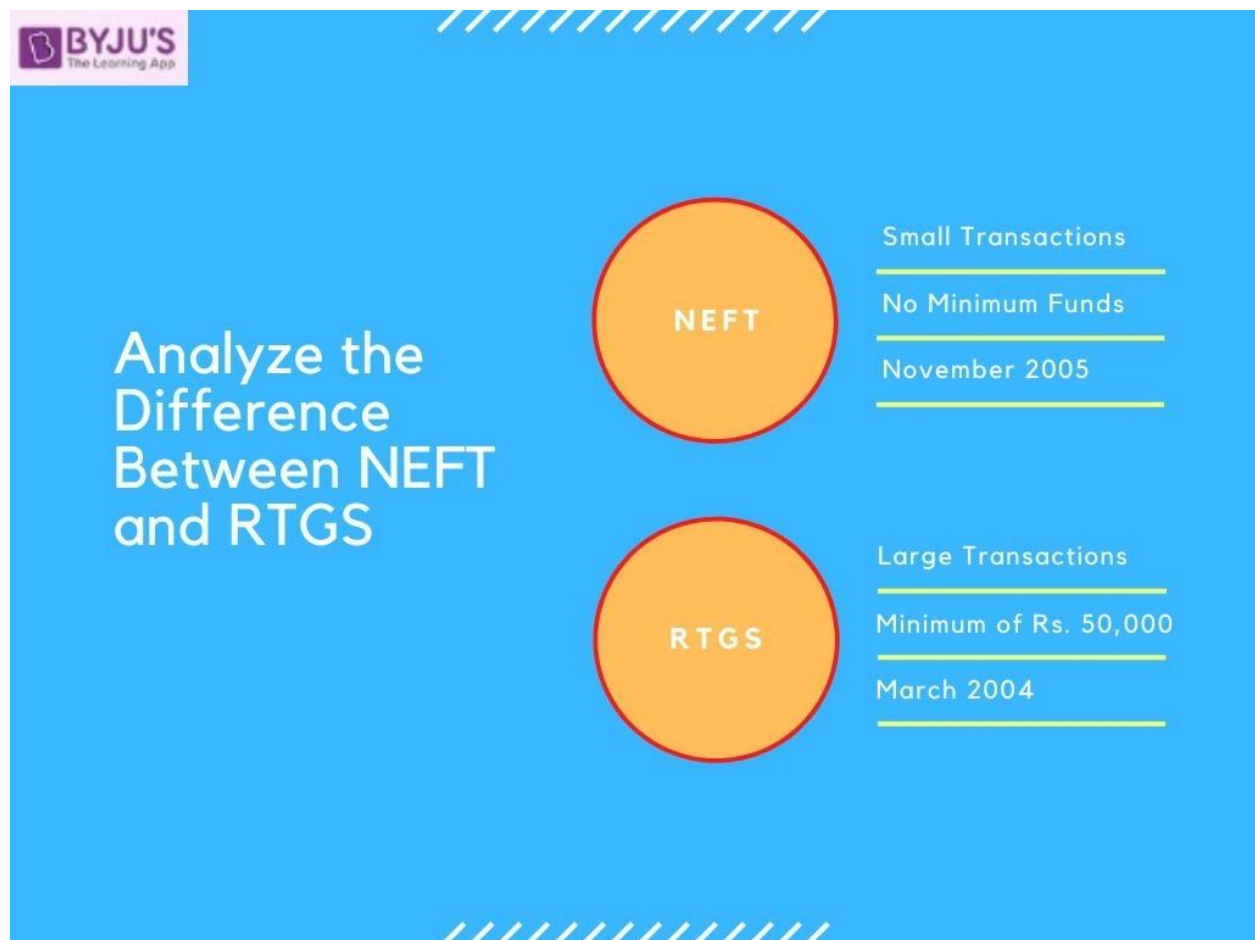 BYJU'S
The Learning App
Analyze the
Difference
Between NEFT
and RTGS
NEFT
Small Transactions
No Minimum Funds
November 2005
RTGS
Large Transactions
Minimum of Rs. 50,000
March 2004